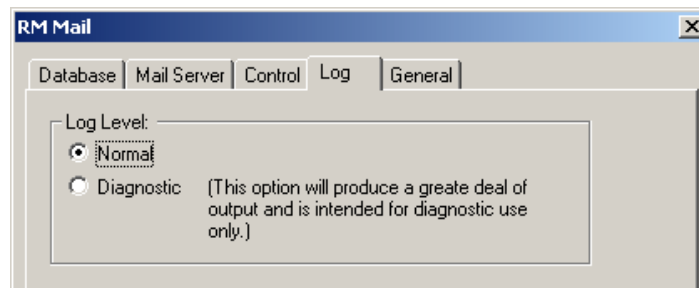 RM Mail
Database Mail Server Control Log General
Log Level:
Normal
Diagnostic (This option will produce a greate deal of
output and is intended for diagnostic use
only.)